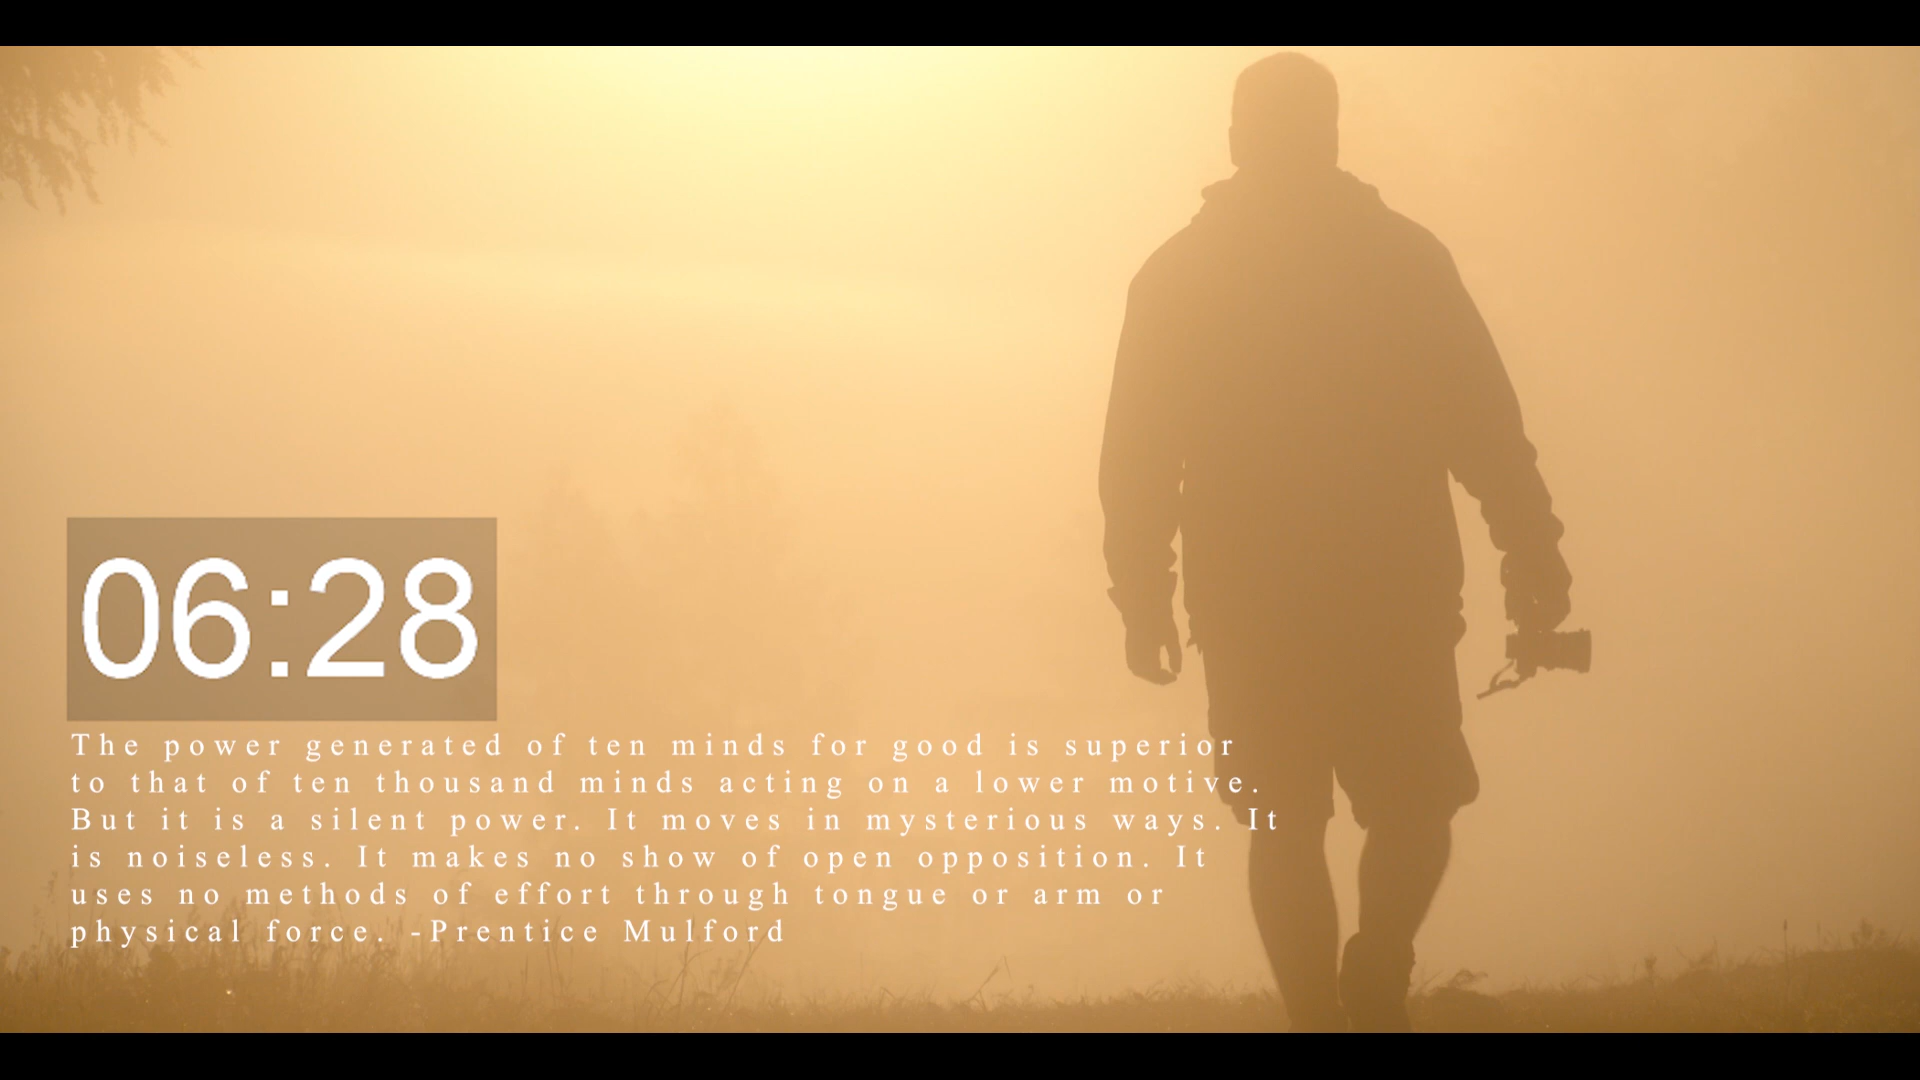 06:28
The power generated of ten minds for good is superior
to that of ten thousand minds acting on a lower motive.
But it is a silent power. It moves in mysterious ways. It
is noiseless. It makes no show of open opposition. It
uses no methods of effort through tongue or arm or
physical force. -Prentice Mulford